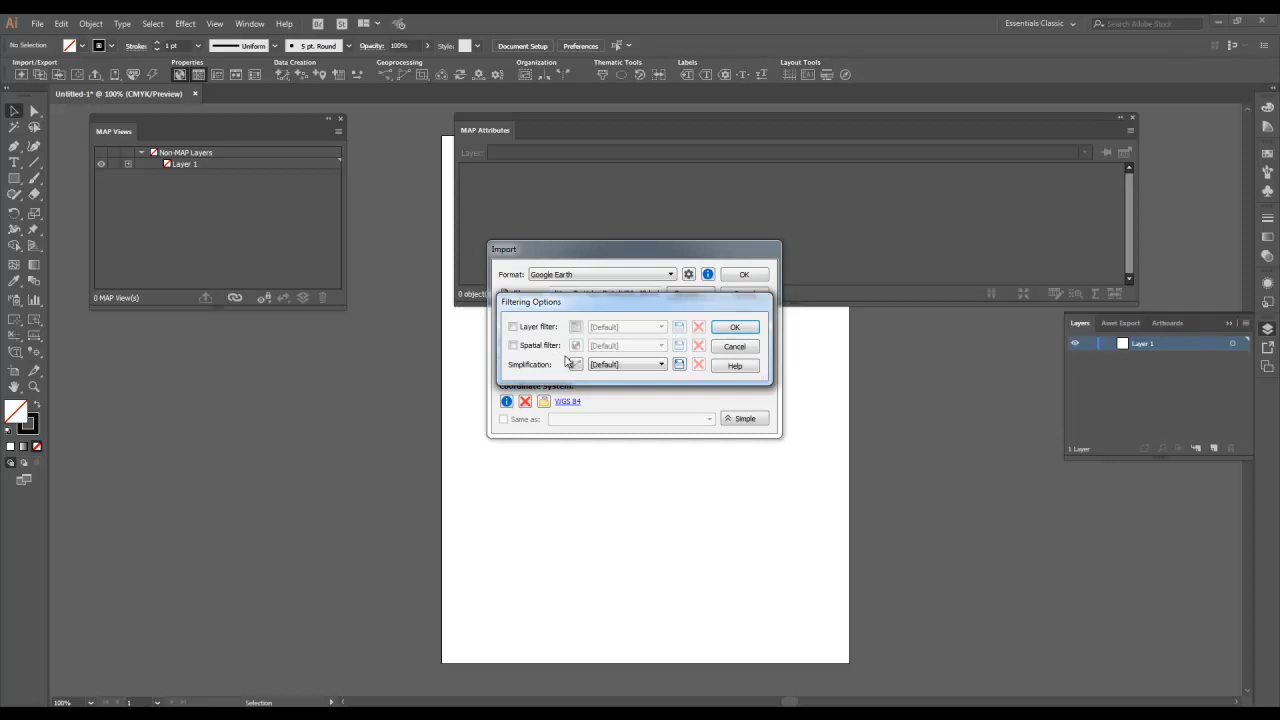 Ai File Edit Object Type Select Effect View Window Help Br St Essentials Classic Search Adobe Stock
No Selection Stroke: 1 pt Uniform 5 pt. Round Opacity: 100% Style: Document Setup Preferences
Import/Export Properties Data Creation Geoprocessing Organization Thematic Tools Labels Layout Tools
Untitled-1* @ 100% (CMYK/Preview)
MAP Views
Non-MAP Layers
Layer 1
0 MAP View(s)
MAP Attributes
Layer:
0 object(
Import
Format: Google Earth OK
Filtering Options
Layer filter: [Default] OK
Spatial filter: [Default] Cancel
Simplification: [Default] Help
Coordinate System:
WGS 84
Same as: Simple
Layers Asset Export Artboards
Layer 1
1 Layer
100% 1 Selection